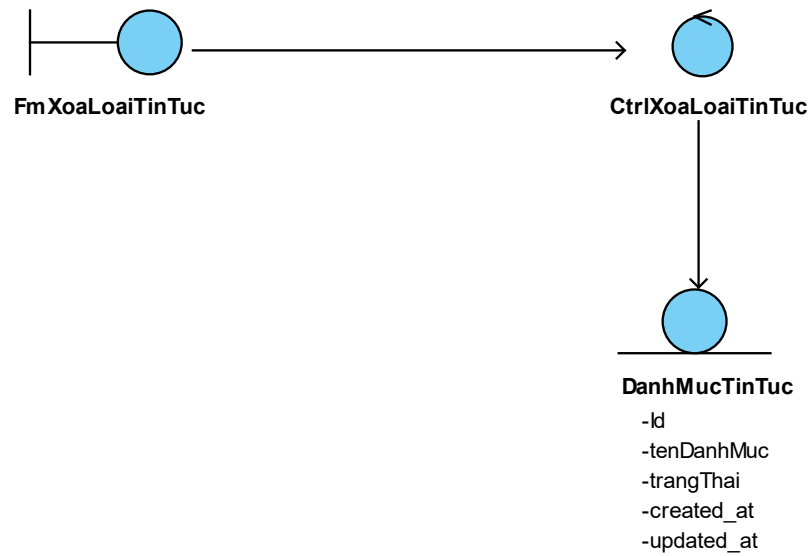 FmXoaLoaiTinTuc
CtrlXoaLoaiTinTuc
DanhMucTinTuc
-Id
-tenDanhMuc
-trangThai
-created_at
-updated_at